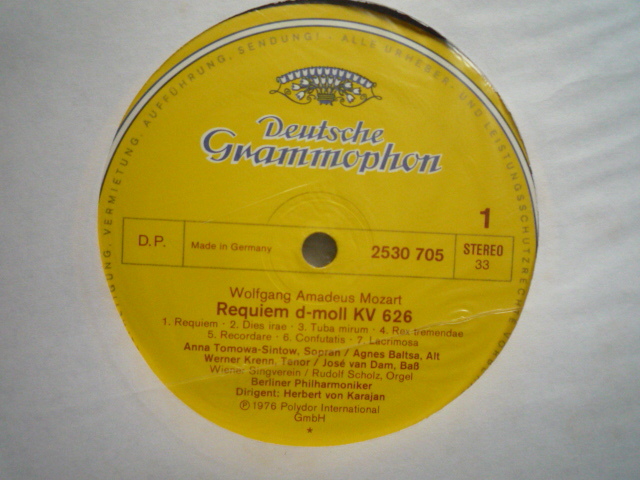 GUNG, VERMIETUNG, AUFFÜHRUNG, SENDUNG! · ALLE URHEBER- UND LEISTUNGSSCHUTZRECHTE
Deutsche
Grammophon
1
D.P.
Made in Germany
2530 705
STEREO
33
Wolfgang Amadeus Mozart
Requiem d-moll KV 626
1. Requiem · 2. Dies irae · 3. Tuba mirum · 4. Rex tremendae
5. Recordare · 6. Confutatis · 7. Lacrimosa
Anna Tomowa-Sintow, Sopran / Agnes Baltsa, Alt
Werner Krenn, Tenor / José van Dam, Baß
Wiener Singverein / Rudolf Scholz, Orgel
Berliner Philharmoniker
Dirigent: Herbert von Karajan
℗ 1976 Polydor International
GmbH
*